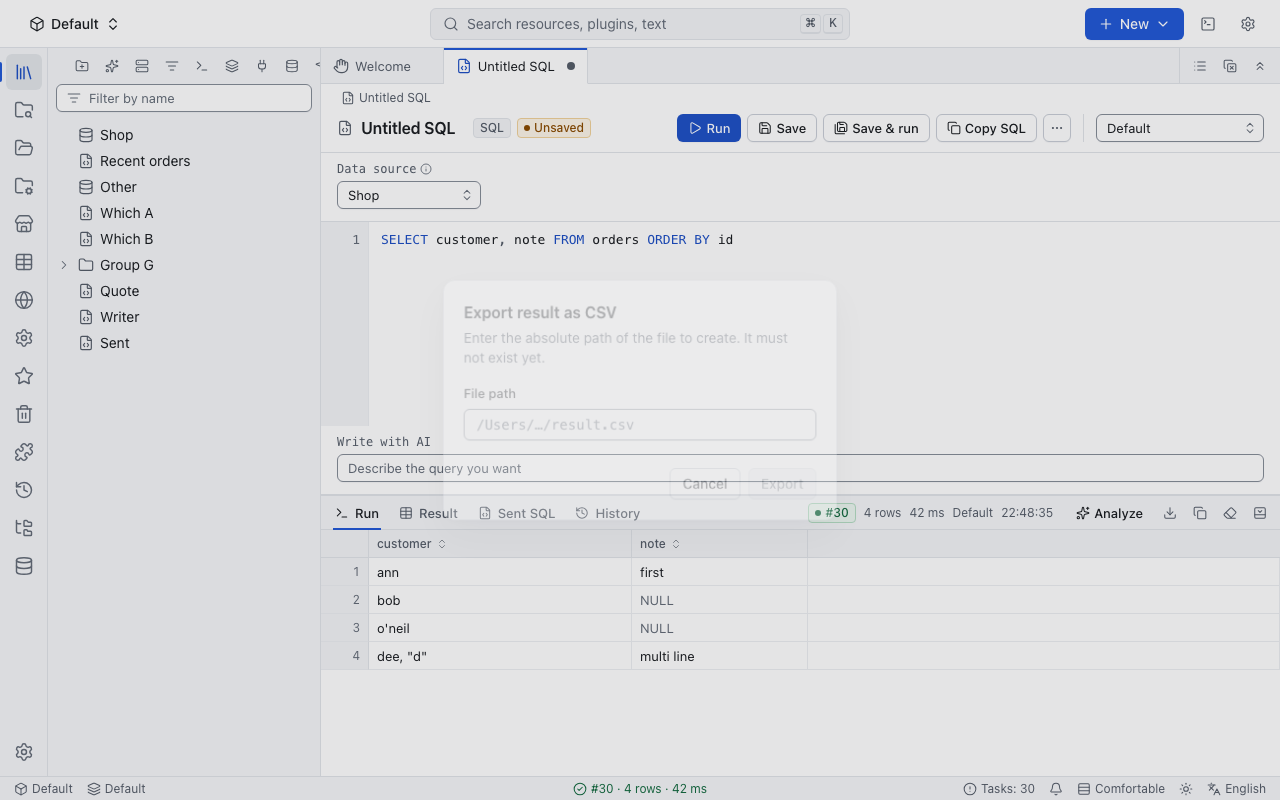 Default
Search resources, plugins, text
⌘ K
New
Welcome
Untitled SQL
Filter by name
Shop
Recent orders
Other
Which A
Which B
Group G
Quote
Writer
Sent
Untitled SQL
Untitled SQL
SQL
Unsaved
Run
Save
Save & run
Copy SQL
Default
Data source
Shop
1 SELECT customer, note FROM orders ORDER BY id
Export result as CSV
Enter the absolute path of the file to create. It must
not exist yet.
File path
/Users/…/result.csv
Cancel
Export
Write with AI
Describe the query you want
Run
Result
Sent SQL
History
#30
4 rows
42 ms
Default
22:48:35
Analyze
customer note
1 ann first
2 bob NULL
3 o'neil NULL
4 dee, "d" multi line
Default
Default
#30 · 4 rows · 42 ms
Tasks: 30
Comfortable
English